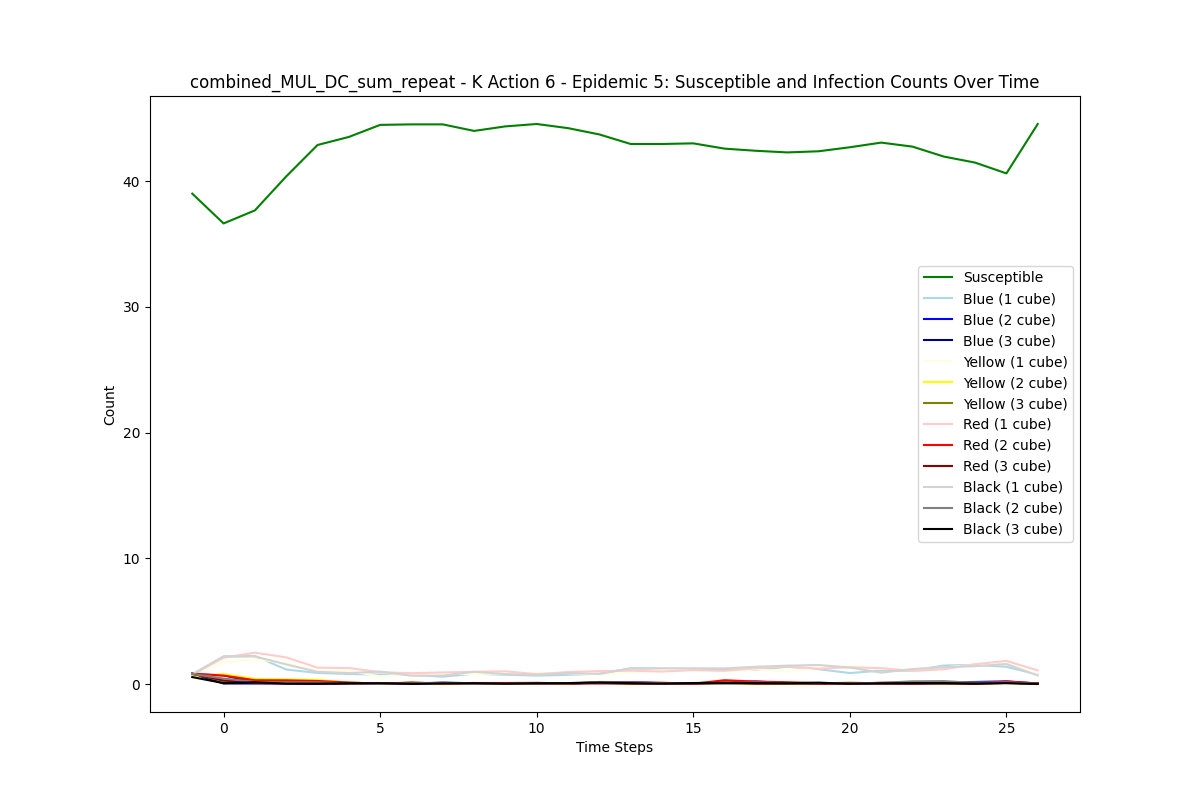 combined_MUL_DC_sum_repeat - K Action 6 - Epidemic 5: Susceptible and Infection Counts Over Time
40
30
20
10
0
Count
Susceptible
Blue (1 cube)
Blue (2 cube)
Blue (3 cube)
Yellow (1 cube)
Yellow (2 cube)
Yellow (3 cube)
Red (1 cube)
Red (2 cube)
Red (3 cube)
Black (1 cube)
Black (2 cube)
Black (3 cube)
0 5 10 15 20 25
Time Steps